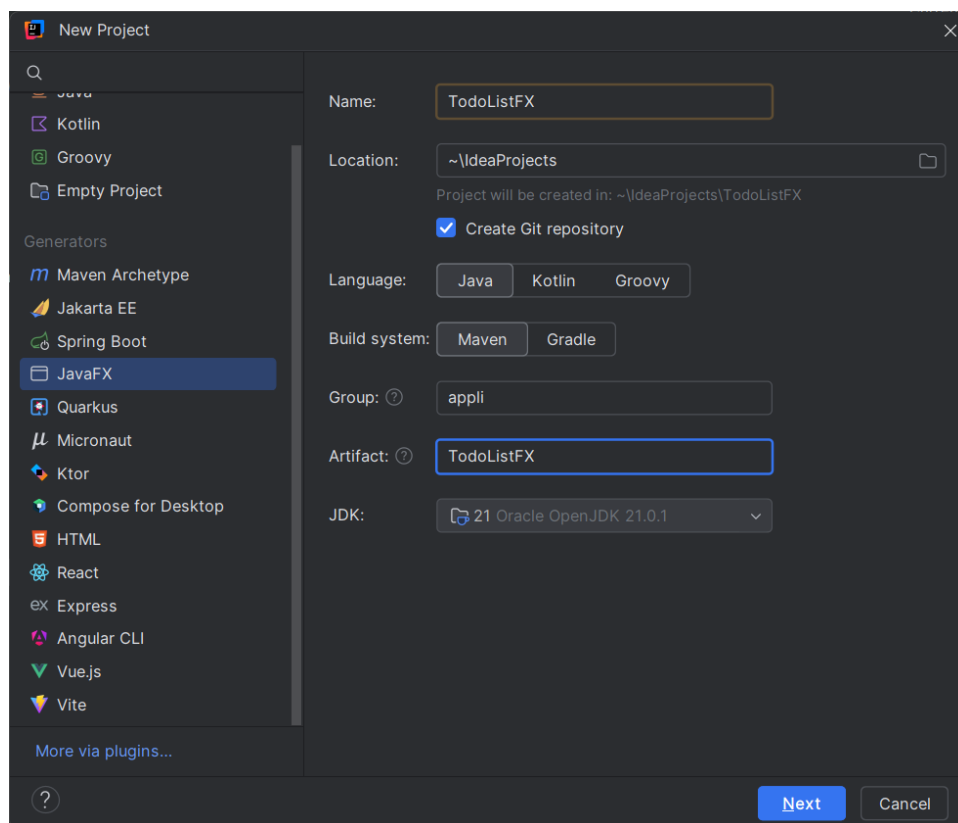 New Project
Java
Kotlin
Groovy
Empty Project
Generators
Maven Archetype
Jakarta EE
Spring Boot
JavaFX
Quarkus
Micronaut
Ktor
Compose for Desktop
HTML
React
ex Express
Angular CLI
Vue.js
Vite
More via plugins...
Name: TodoListFX
Location: ~\IdeaProjects
Project will be created in: ~\IdeaProjects\TodoListFX
Create Git repository
Language: Java Kotlin Groovy
Build system: Maven Gradle
Group: ? appli
Artifact: ? TodoListFX
JDK: 21 Oracle OpenJDK 21.0.1
? Next Cancel